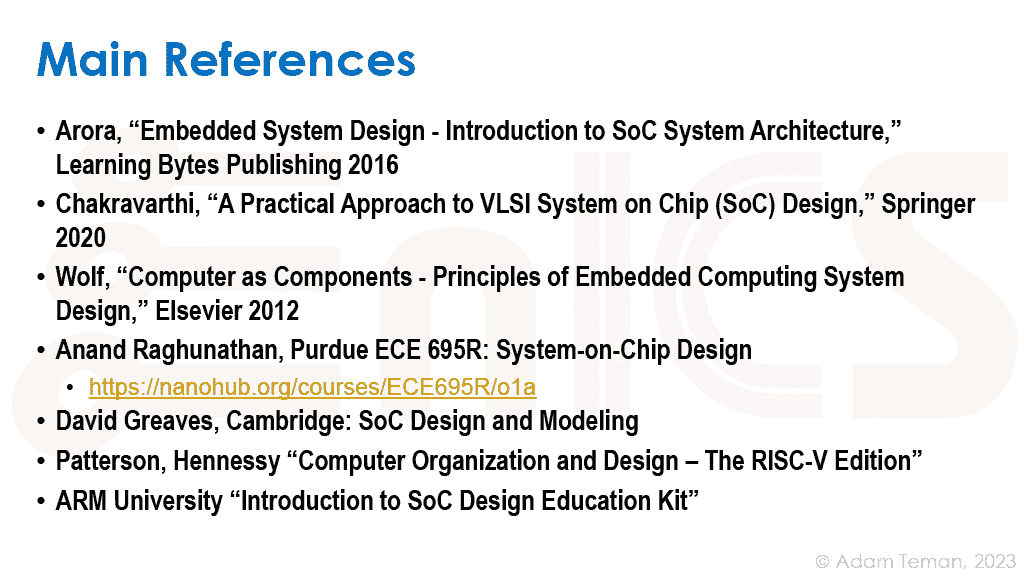 Main References
• Arora, “Embedded System Design - Introduction to SoC System Architecture,”
Learning Bytes Publishing 2016
• Chakravarthi, “A Practical Approach to VLSI System on Chip (SoC) Design,” Springer
2020
• Wolf, “Computer as Components - Principles of Embedded Computing System
Design,” Elsevier 2012
• Anand Raghunathan, Purdue ECE 695R: System-on-Chip Design
• https://nanohub.org/courses/ECE695R/o1a
• David Greaves, Cambridge: SoC Design and Modeling
• Patterson, Hennessy “Computer Organization and Design – The RISC-V Edition”
• ARM University “Introduction to SoC Design Education Kit”
EnICS
© Adam Teman, 2023